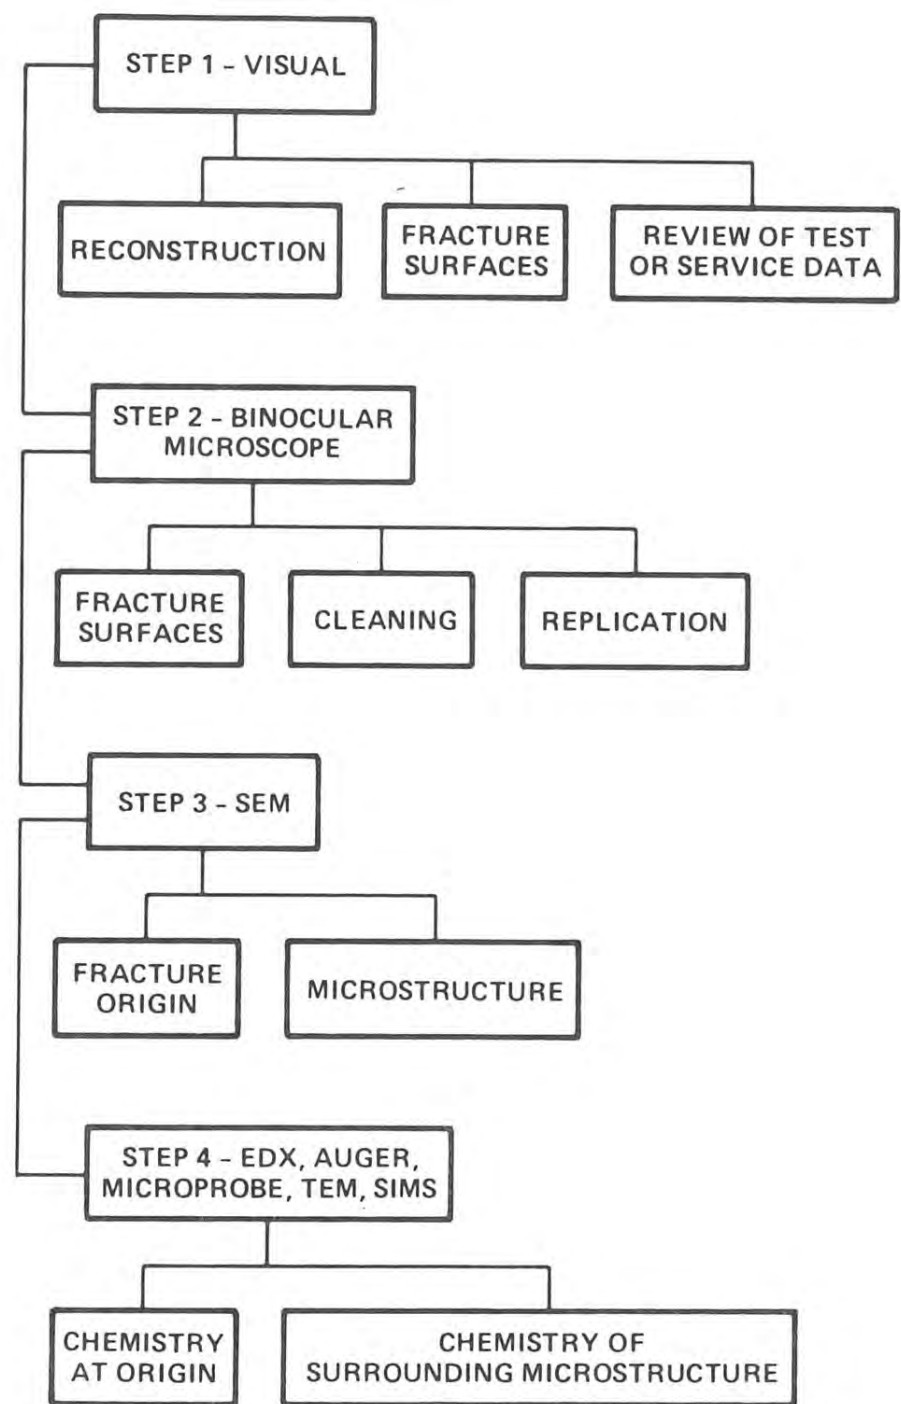 STEP 1 – VISUAL
RECONSTRUCTION
FRACTURE
SURFACES
REVIEW OF TEST
OR SERVICE DATA
STEP 2 – BINOCULAR
MICROSCOPE
FRACTURE
SURFACES
CLEANING
REPLICATION
STEP 3 – SEM
FRACTURE
ORIGIN
MICROSTRUCTURE
STEP 4 – EDX, AUGER,
MICROPROBE, TEM, SIMS
CHEMISTRY
AT ORIGIN
CHEMISTRY OF
SURROUNDING MICROSTRUCTURE